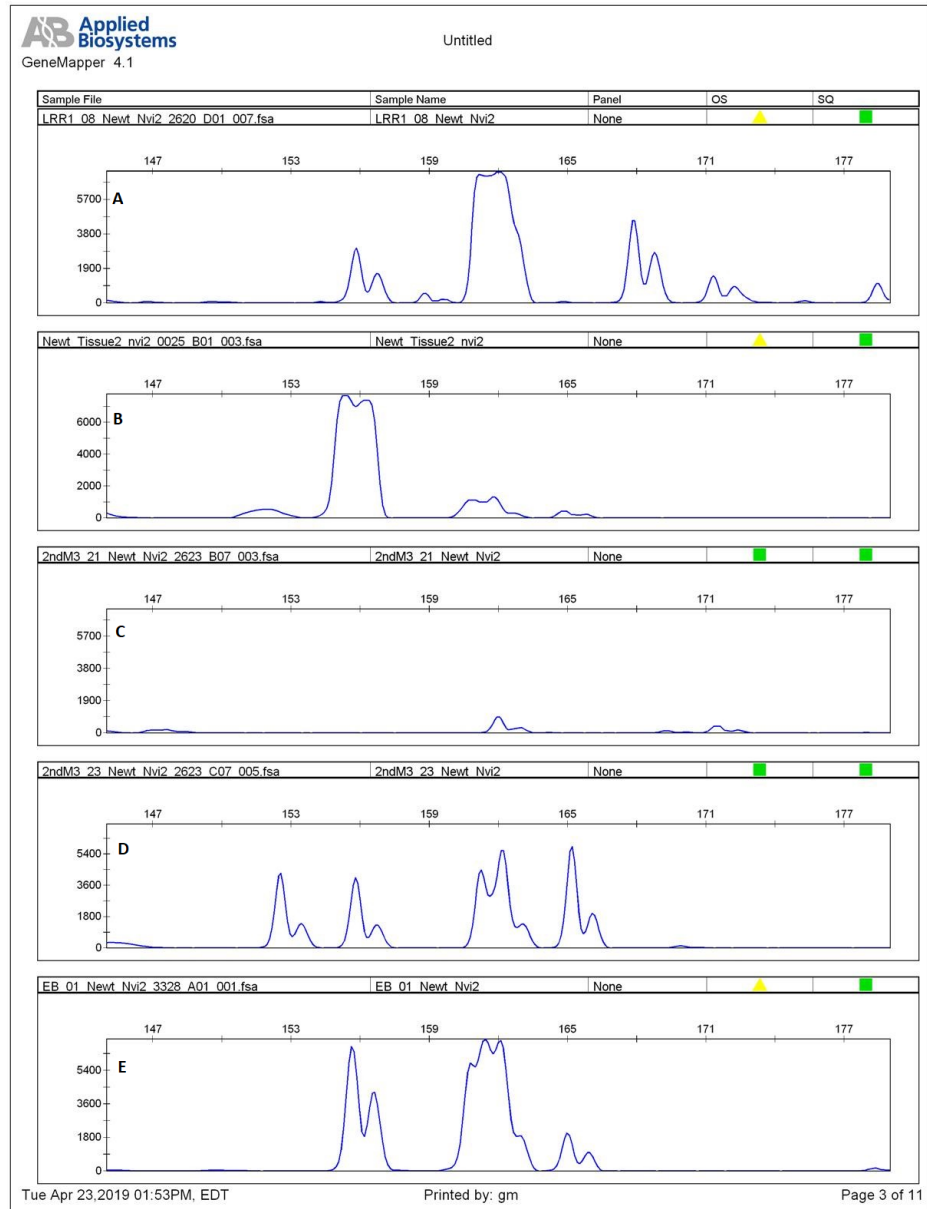 AB Applied
Biosystems
Untitled
GeneMapper 4.1
Sample File Sample Name Panel OS SQ
LRR1_08_Newt_Nvi2_2620_D01_007.fsa LRR1_08_Newt_Nvi2 None
147 153 159 165 171 177
A
5700
3800
1900
0
Newt_Tissue2_nvi2_0025_B01_003.fsa Newt_Tissue2_nvi2 None
147 153 159 165 171 177
B
6000
4000
2000
0
2ndM3_21_Newt_Nvi2_2623_B07_003.fsa 2ndM3_21_Newt_Nvi2 None
147 153 159 165 171 177
C
5700
3800
1900
0
2ndM3_23_Newt_Nvi2_2623_C07_005.fsa 2ndM3_23_Newt_Nvi2 None
147 153 159 165 171 177
D
5400
3600
1800
0
EB_01_Newt_Nvi2_3328_A01_001.fsa EB_01_Newt_Nvi2 None
147 153 159 165 171 177
E
5400
3600
1800
0
Tue Apr 23,2019 01:53PM, EDT Printed by: gm Page 3 of 11